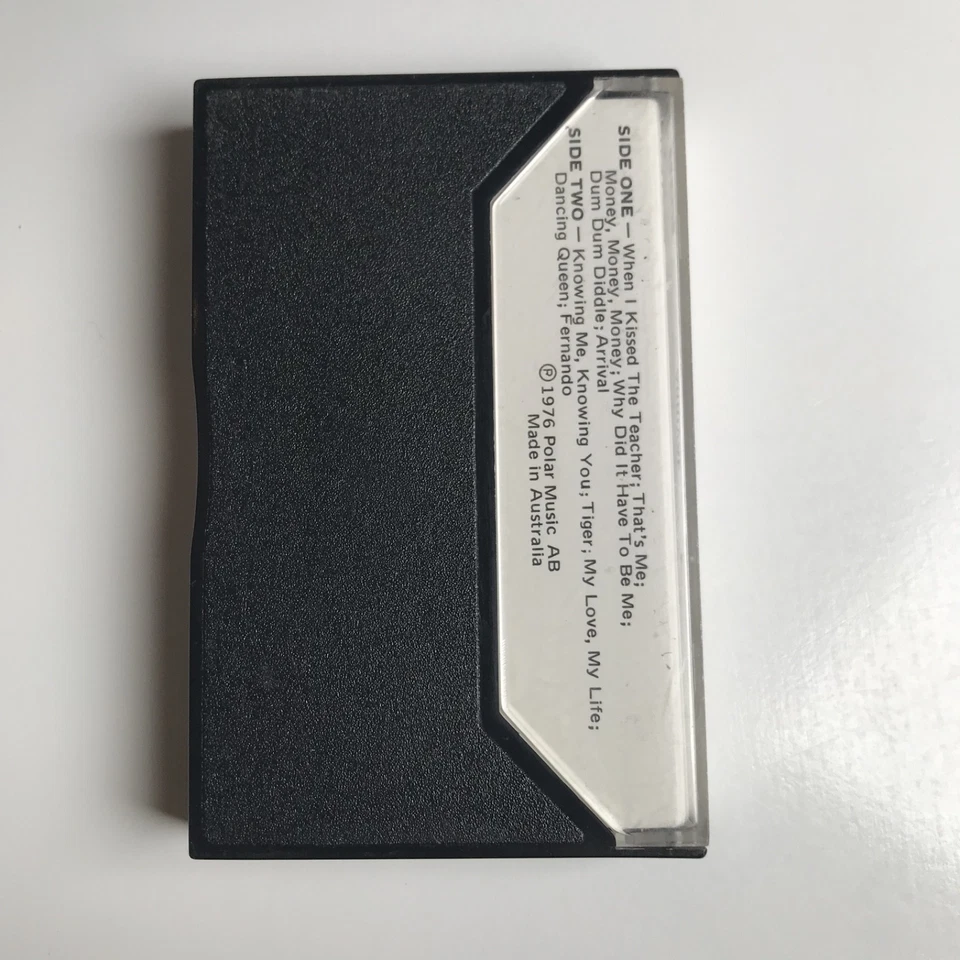 SIDE ONE — When I Kissed The Teacher; That's Me;
Money, Money, Money; Why Did It Have To Be Me;
Dum Dum Diddle; Arrival
SIDE TWO — Knowing Me, Knowing You; Tiger; My Love, My Life;
Dancing Queen; Fernando
℗ 1976 Polar Music AB
Made in Australia